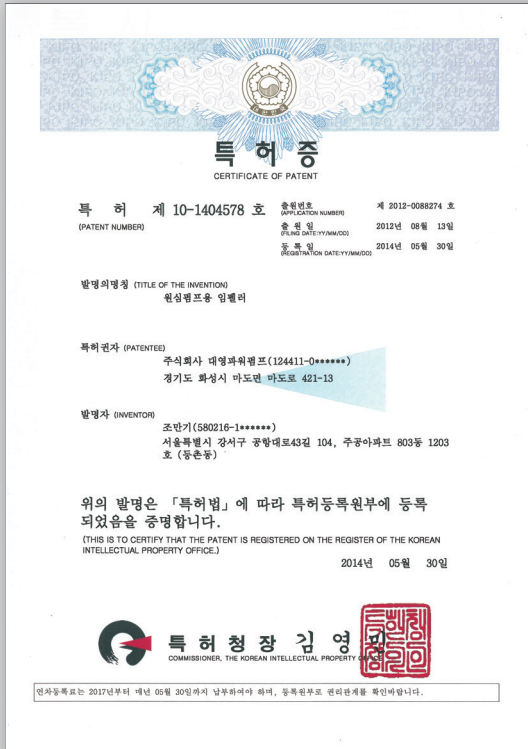 특허증
CERTIFICATE OF PATENT
특 허 제 10-1404578 호
(PATENT NUMBER)
출원번호 제 2012-0088274 호
(APPLICATION NUMBER)
출 원 일 2012년 08월 13일
(FILING DATE:YY/MM/DD)
등 록 일 2014년 05월 30일
(REGISTRATION DATE:YY/MM/DD)
발명의명칭 (TITLE OF THE INVENTION)
원심펌프용 임펠러
특허권자 (PATENTEE)
주식회사 대영파워펌프(124411-0******)
경기도 화성시 마도면 마도로 421-13
발명자 (INVENTOR)
조만기(580216-1******)
서울특별시 강서구 공항대로43길 104, 주공아파트 803동 1203
호 (등촌동)
위의 발명은 「특허법」에 따라 특허등록원부에 등록
되었음을 증명합니다.
(THIS IS TO CERTIFY THAT THE PATENT IS REGISTERED ON THE REGISTER OF THE KOREAN
INTELLECTUAL PROPERTY OFFICE.)
2014년 05월 30일
특허청장 김영민
COMMISSIONER, THE KOREAN INTELLECTUAL PROPERTY OFFICE
연차등록료는 2017년부터 매년 05월 30일까지 납부하여야 하며, 등록원부로 권리관계를 확인바랍니다.